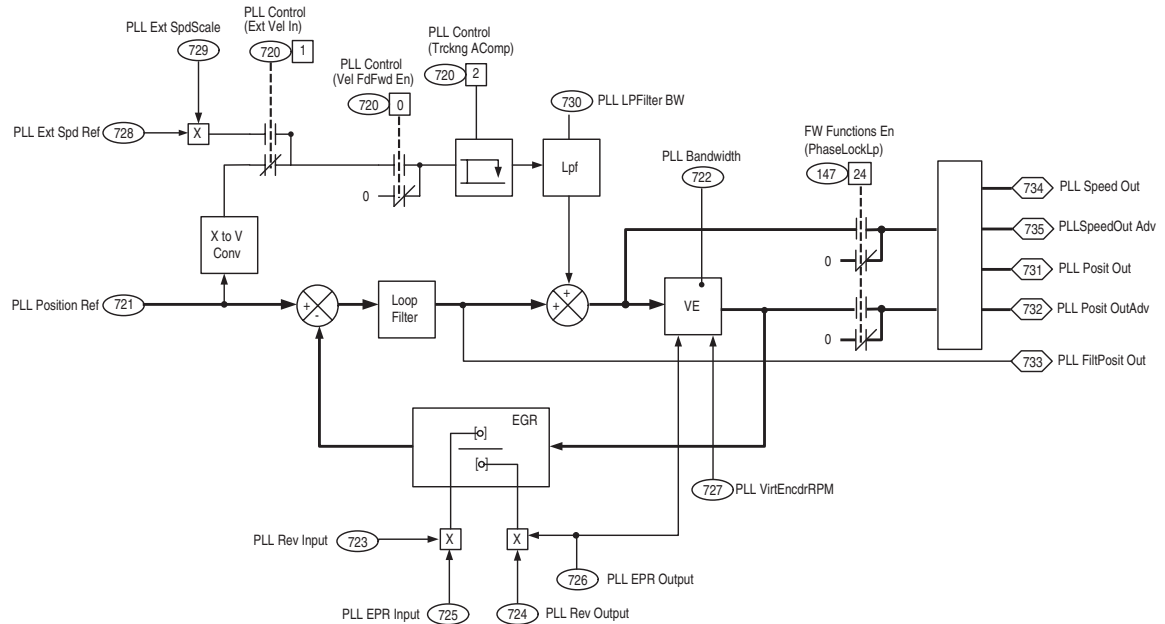 PLL Ext SpdScale
729
PLL Control
(Ext Vel In)
720 1
PLL Control
(Vel FdFwd En)
720 0
PLL Control
(Trckng AComp)
720 2
730 PLL LPFilter BW
PLL Ext Spd Ref 728
X
0
Lpf
PLL Bandwidth
722
FW Functions En
(PhaseLockLp)
147 24
734 PLL Speed Out
735 PLLSpeedOut Adv
731 PLL Posit Out
732 PLL Posit OutAdv
733 PLL FiltPosit Out
X to V
Conv
0
PLL Position Ref 721
+
-
Loop
Filter
+
+
VE
0
EGR
[o]
[o]
727 PLL VirtEncdrRPM
PLL Rev Input 723
X
X
726 PLL EPR Output
PLL EPR Input 725
724 PLL Rev Output